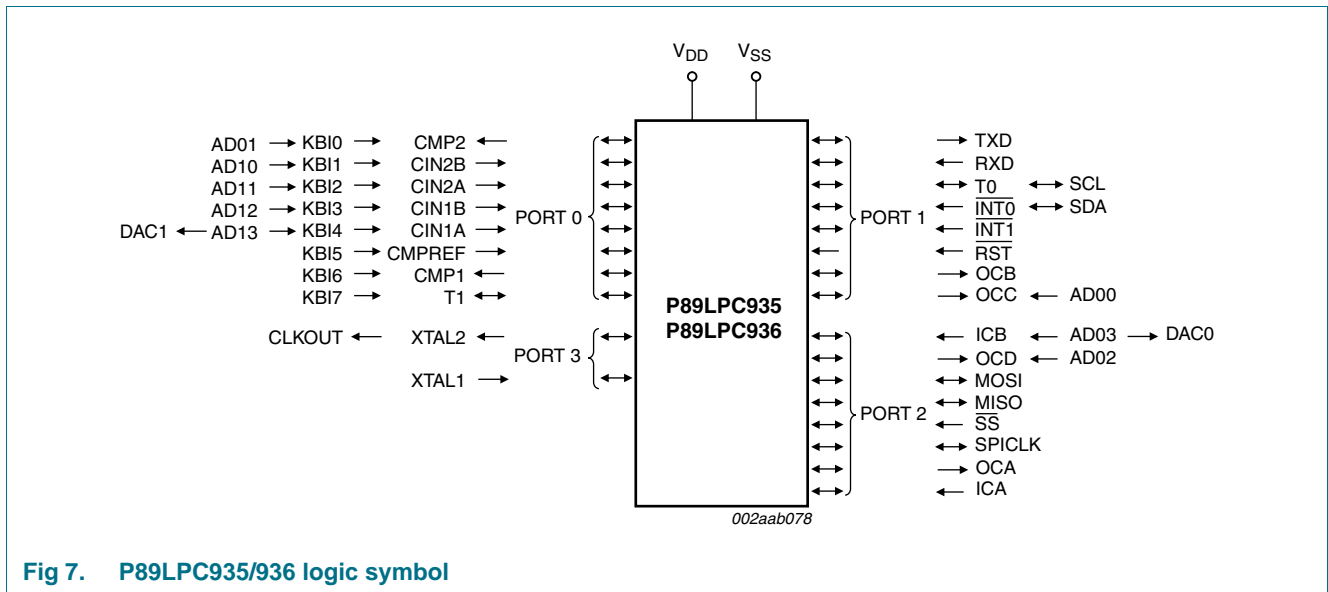 VDD VSS
AD01 KBI0 CMP2 TXD
AD10 KBI1 CIN2B RXD
AD11 KBI2 CIN2A T0 SCL
AD12 KBI3 CIN1B PORT 0 PORT 1 INT0 SDA
DAC1 AD13 KBI4 CIN1A INT1
KBI5 CMPREF RST
KBI6 CMP1 OCB
KBI7 T1 OCC AD00
P89LPC935
P89LPC936
CLKOUT XTAL2 PORT 3 ICB AD03 DAC0
OCD AD02
XTAL1 MOSI
MISO
PORT 2 SS
SPICLK
OCA
ICA
002aab078
Fig 7. P89LPC935/936 logic symbol